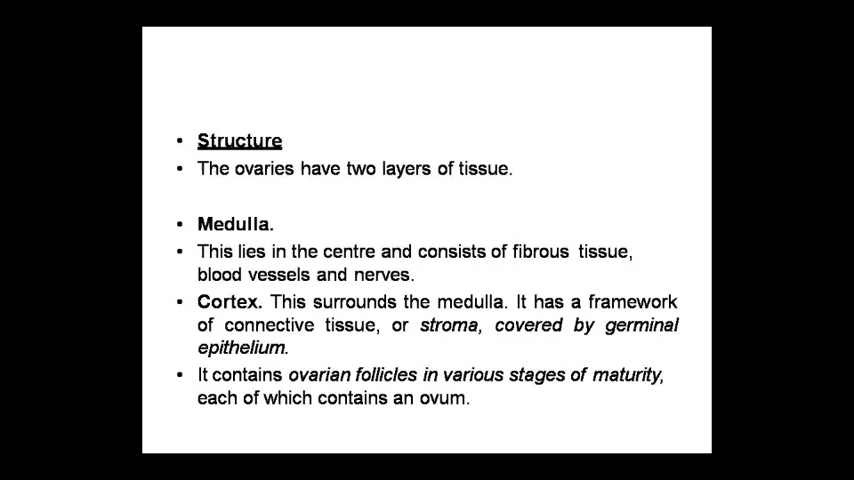 • Structure
• The ovaries have two layers of tissue.
• Medulla.
• This lies in the centre and consists of fibrous tissue,
blood vessels and nerves.
• Cortex. This surrounds the medulla. It has a framework
of connective tissue, or stroma, covered by germinal
epithelium.
• It contains ovarian follicles in various stages of maturity,
each of which contains an ovum.